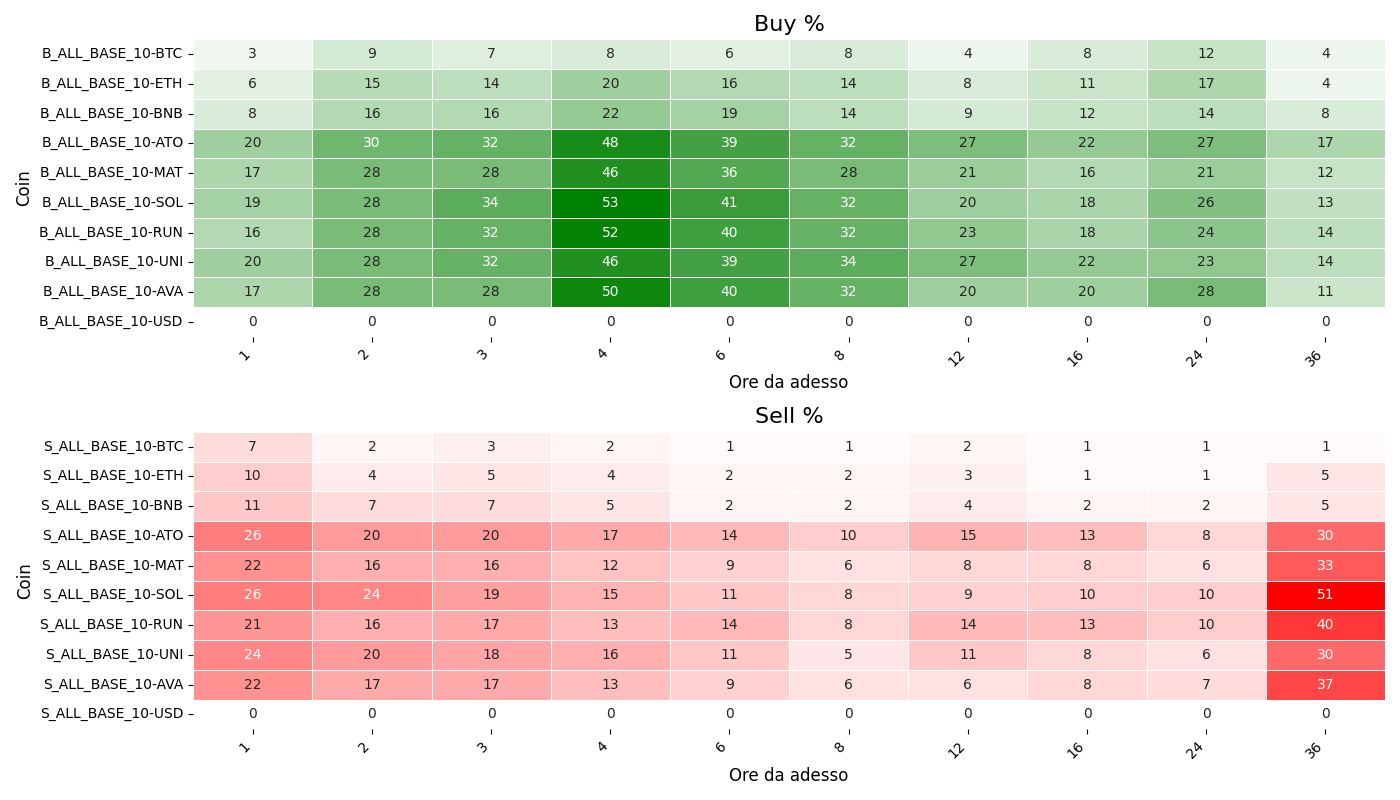 Buy %
Coin
B_ALL_BASE_10-BTC 3 9 7 8 6 8 4 8 12 4
B_ALL_BASE_10-ETH 6 15 14 20 16 14 8 11 17 4
B_ALL_BASE_10-BNB 8 16 16 22 19 14 9 12 14 8
B_ALL_BASE_10-ATO 20 30 32 48 39 32 27 22 27 17
B_ALL_BASE_10-MAT 17 28 28 46 36 28 21 16 21 12
B_ALL_BASE_10-SOL 19 28 34 53 41 32 20 18 26 13
B_ALL_BASE_10-RUN 16 28 32 52 40 32 23 18 24 14
B_ALL_BASE_10-UNI 20 28 32 46 39 34 27 22 23 14
B_ALL_BASE_10-AVA 17 28 28 50 40 32 20 20 28 11
B_ALL_BASE_10-USD 0 0 0 0 0 0 0 0 0 0
1 2 3 4 6 8 12 16 24 36
Ore da adesso
Sell %
Coin
S_ALL_BASE_10-BTC 7 2 3 2 1 1 2 1 1 1
S_ALL_BASE_10-ETH 10 4 5 4 2 2 3 1 1 5
S_ALL_BASE_10-BNB 11 7 7 5 2 2 4 2 2 5
S_ALL_BASE_10-ATO 26 20 20 17 14 10 15 13 8 30
S_ALL_BASE_10-MAT 22 16 16 12 9 6 8 8 6 33
S_ALL_BASE_10-SOL 26 24 19 15 11 8 9 10 10 51
S_ALL_BASE_10-RUN 21 16 17 13 14 8 14 13 10 40
S_ALL_BASE_10-UNI 24 20 18 16 11 5 11 8 6 30
S_ALL_BASE_10-AVA 22 17 17 13 9 6 6 8 7 37
S_ALL_BASE_10-USD 0 0 0 0 0 0 0 0 0 0
1 2 3 4 6 8 12 16 24 36
Ore da adesso